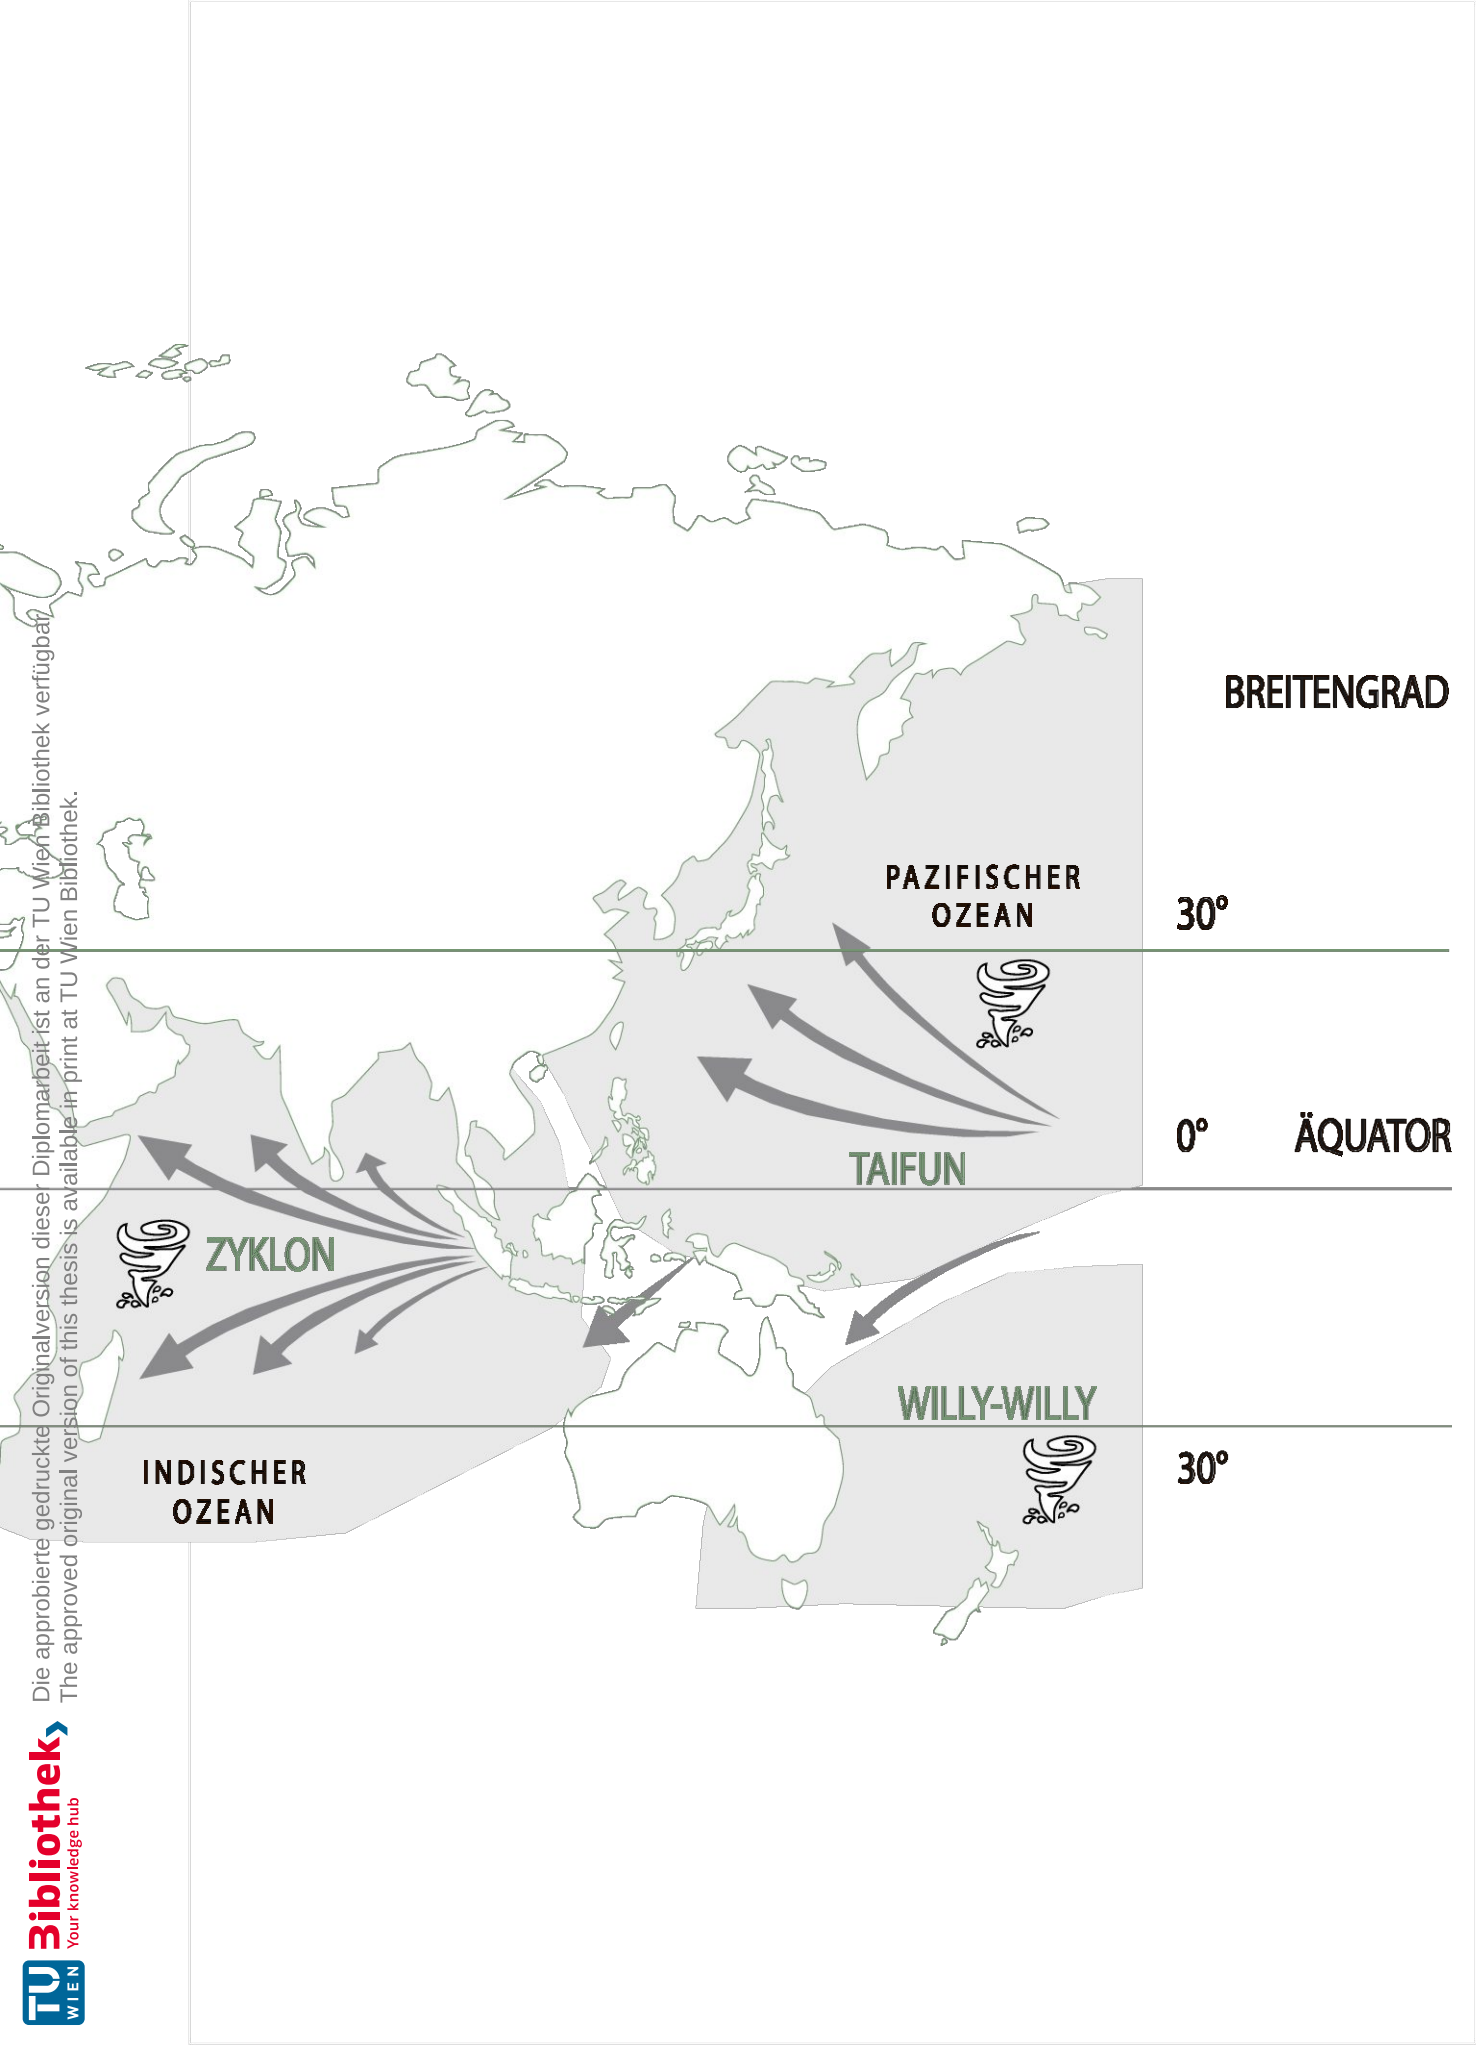 BREITENGRAD
PAZIFISCHER
OZEAN
30°
0°
ÄQUATOR
TAIFUN
ZYKLON
WILLY-WILLY
30°
INDISCHER
OZEAN
Die approbierte gedruckte Originalversion dieser Diplomarbeit ist an der TU Wien Bibliothek verfügbar
The approved original version of this thesis is available in print at TU Wien Bibliothek.
TU
WIEN
Bibliothek
Your knowledge hub